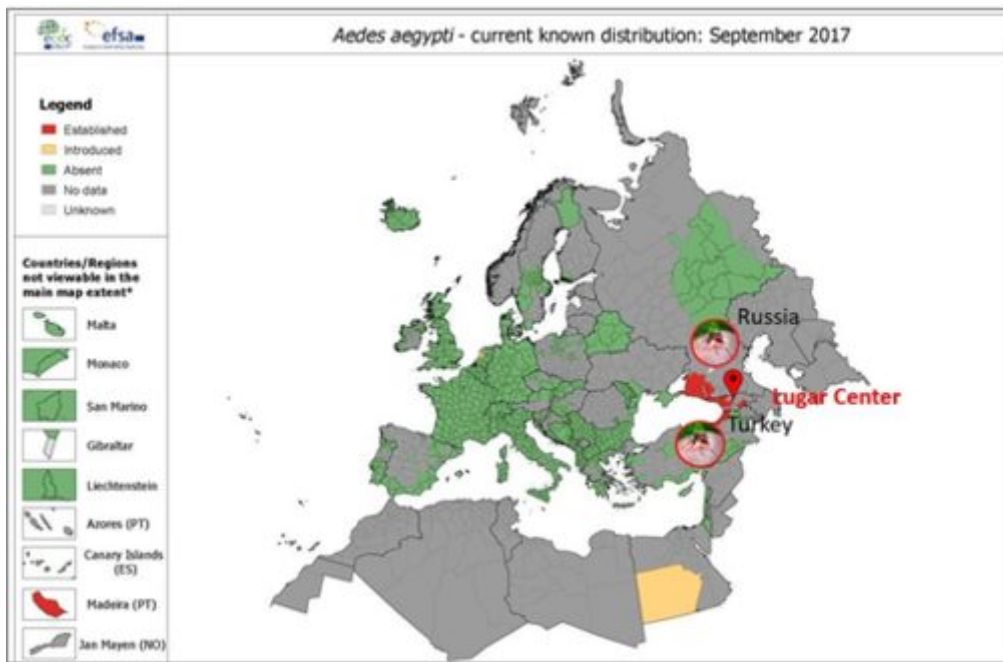 efsa
Aedes aegypti - current known distribution: September 2017
Legend
Established
Introduced
Absent
No data
Unknown
Countries/Regions
not viewable in the
main map extent*
Malta
Monaco
San Marino
Gibraltar
Liechtenstein
Azores (PT)
Canary Islands
(ES)
Madeira (PT)
Jan Mayen (NO)
Russia
Lugar Center
Turkey